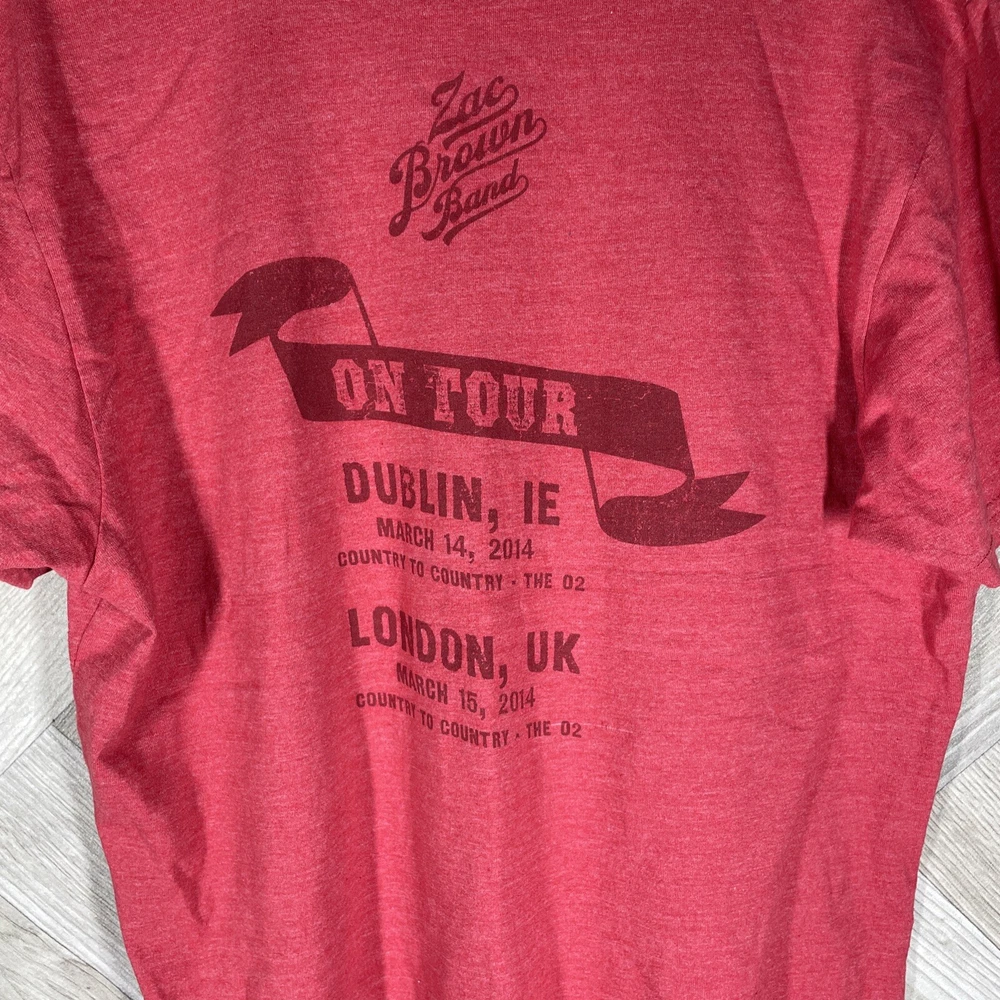 Zac
Brown
Band
ON TOUR
DUBLIN, IE
MARCH 14, 2014
COUNTRY TO COUNTRY · THE O2
LONDON, UK
MARCH 15, 2014
COUNTRY TO COUNTRY · THE O2